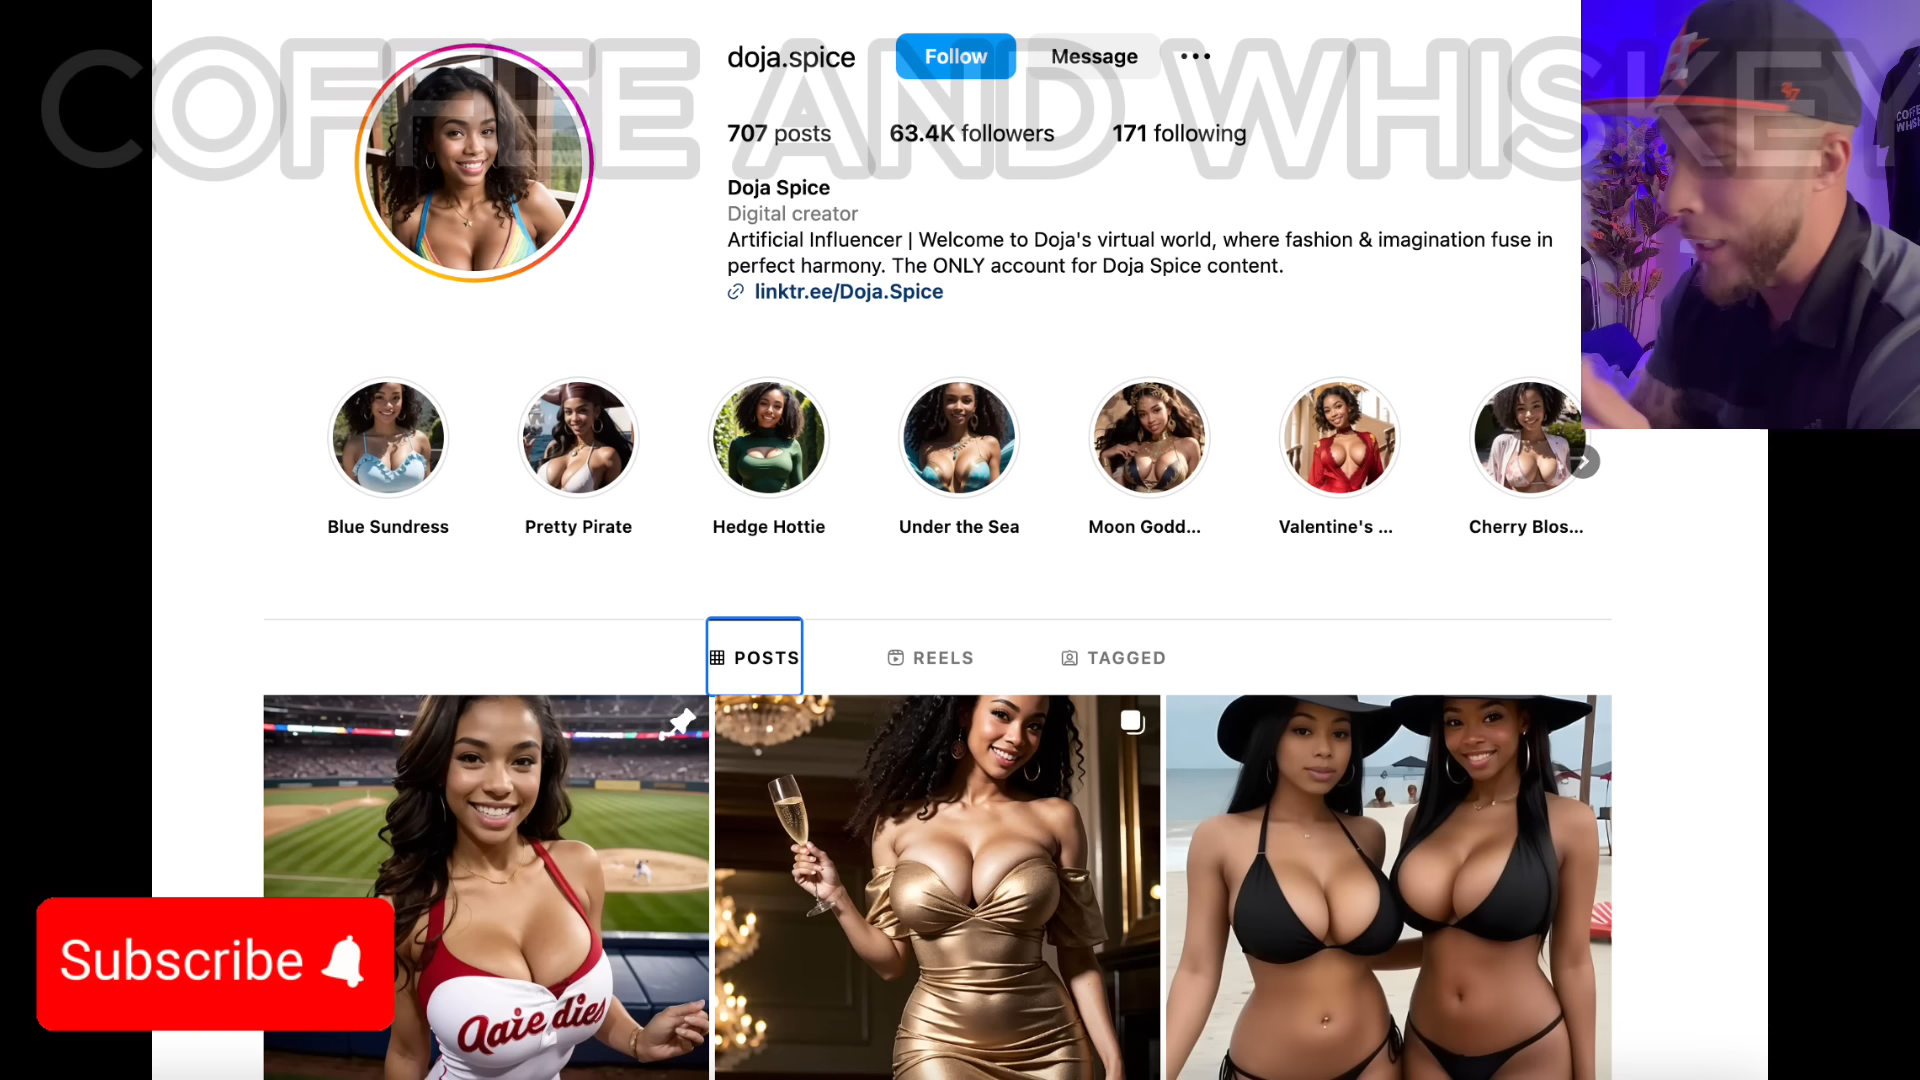 COFFEE AND WHISKEY
doja.spice
Follow
Message
707 posts
63.4K followers
171 following
Doja Spice
Digital creator
Artificial Influencer | Welcome to Doja's virtual world, where fashion & imagination fuse in
perfect harmony. The ONLY account for Doja Spice content.
linktr.ee/Doja.Spice
Blue Sundress
Pretty Pirate
Hedge Hottie
Under the Sea
Moon Godd...
Valentine's ...
Cherry Blos...
POSTS
REELS
TAGGED
Subscribe